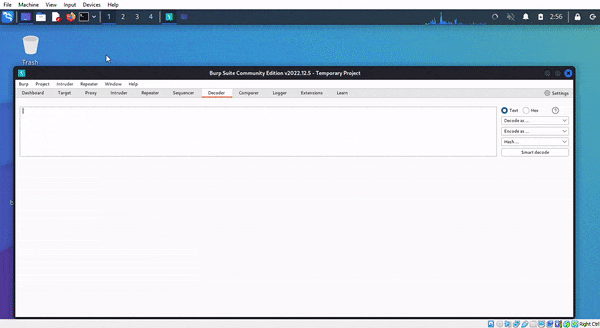 File Machine View Input Devices Help
1 2 3 4 2:56
Trash
Burp Suite Community Edition v2022.12.5 - Temporary Project
Burp Project Intruder Repeater Window Help
Dashboard Target Proxy Intruder Repeater Sequencer Decoder Comparer Logger Extensions Learn Settings
Text Hex ?
Decode as ...
Encode as ...
Hash ...
Smart decode
Right Ctrl